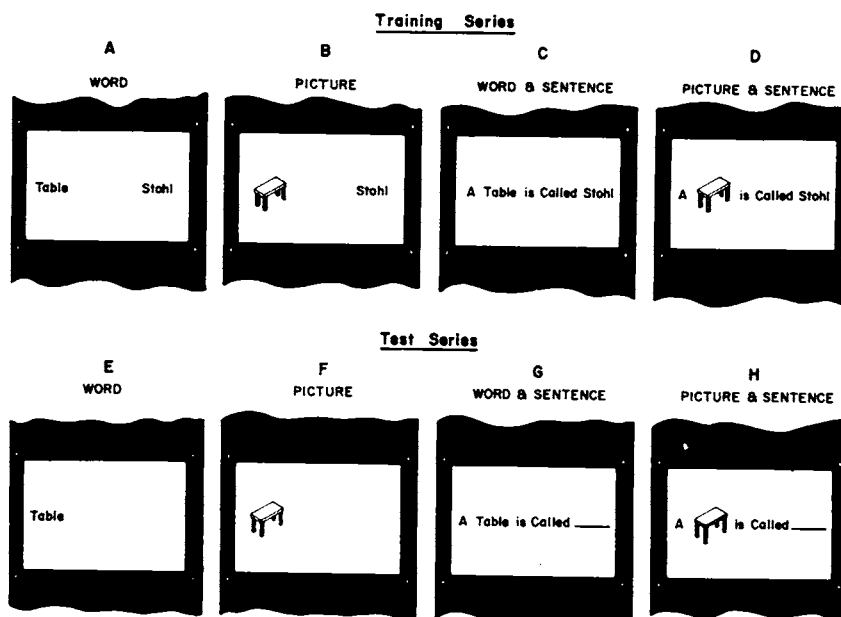 Training Series
A B C D
WORD PICTURE WORD & SENTENCE PICTURE & SENTENCE
Table Stohl Stohl A Table is Called Stohl A is Called Stohl
Test Series
E F G H
WORD PICTURE WORD & SENTENCE PICTURE & SENTENCE
Table A Table is Called ____ A is Called ____